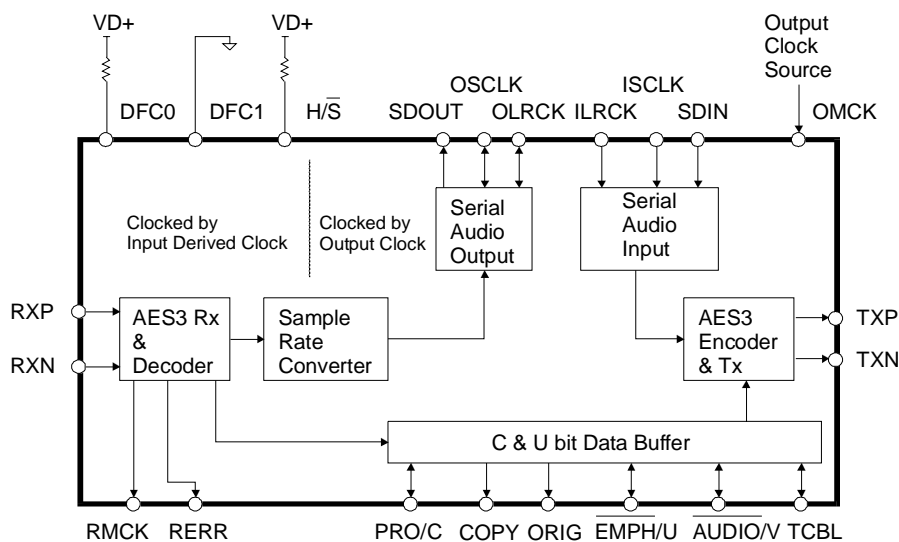 VD+
VD+
Output
Clock
Source
OSCLK
ISCLK
DFC0
DFC1
H/S̅
SDOUT
OLRCK
ILRCK
SDIN
OMCK
Clocked by
Input Derived Clock
Clocked by
Output Clock
Serial
Audio
Output
Serial
Audio
Input
RXP
RXN
AES3 Rx
&
Decoder
Sample
Rate
Converter
AES3
Encoder
& Tx
TXP
TXN
C & U bit Data Buffer
RMCK
RERR
PRO/C
COPY
ORIG
EMPH/U
AUDIO/V
TCBL